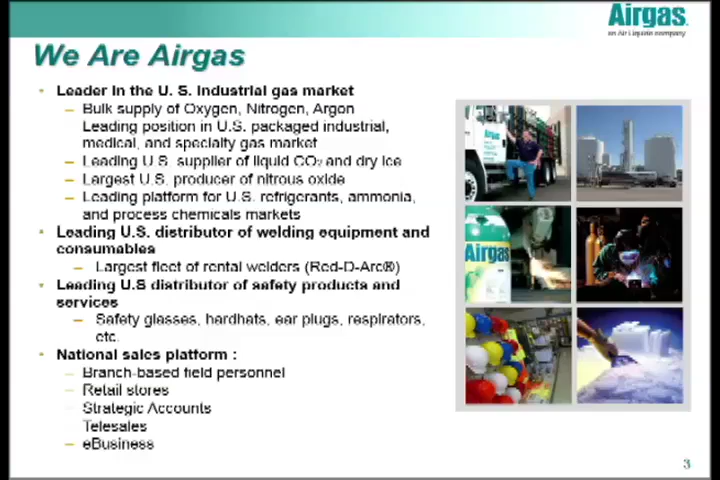 Airgas
an Air Liquide company
We Are Airgas
• Leader in the U. S. Industrial gas market
– Bulk supply of Oxygen, Nitrogen, Argon
Leading position in U.S. packaged industrial,
medical, and specialty gas market
– Leading U.S. supplier of liquid CO₂ and dry ice
– Largest U.S. producer of nitrous oxide
– Leading platform for U.S. refrigerants, ammonia,
and process chemicals markets
• Leading U.S. distributor of welding equipment and
consumables
– Largest fleet of rental welders (Red-D-Arc®)
• Leading U.S distributor of safety products and
services
– Safety glasses, hardhats, ear plugs, respirators,
etc.
• National sales platform :
– Branch-based field personnel
– Retail stores
– Strategic Accounts
Telesales
– eBusiness
Airgas
Airgas
3